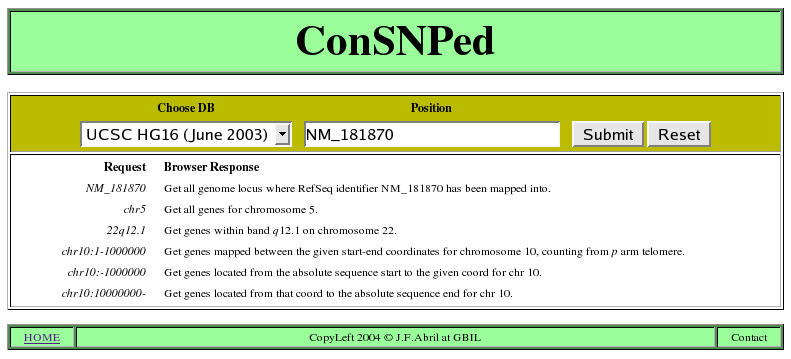 ConSNPed
Choose DB Position
UCSC HG16 (June 2003) NM_181870 Submit Reset
Request Browser Response
NM_181870 Get all genome locus where RefSeq identifier NM_181870 has been mapped into.
chr5 Get all genes for chromosome 5.
22q12.1 Get genes within band q12.1 on chromosome 22.
chr10:1-1000000 Get genes mapped between the given start-end coordinates for chromosome 10, counting from p arm telomere.
chr10:-1000000 Get genes located from the absolute sequence start to the given coord for chr 10.
chr10:10000000- Get genes located from that coord to the absolute sequence end for chr 10.
HOME CopyLeft 2004 © J.F.Abril at GBIL Contact